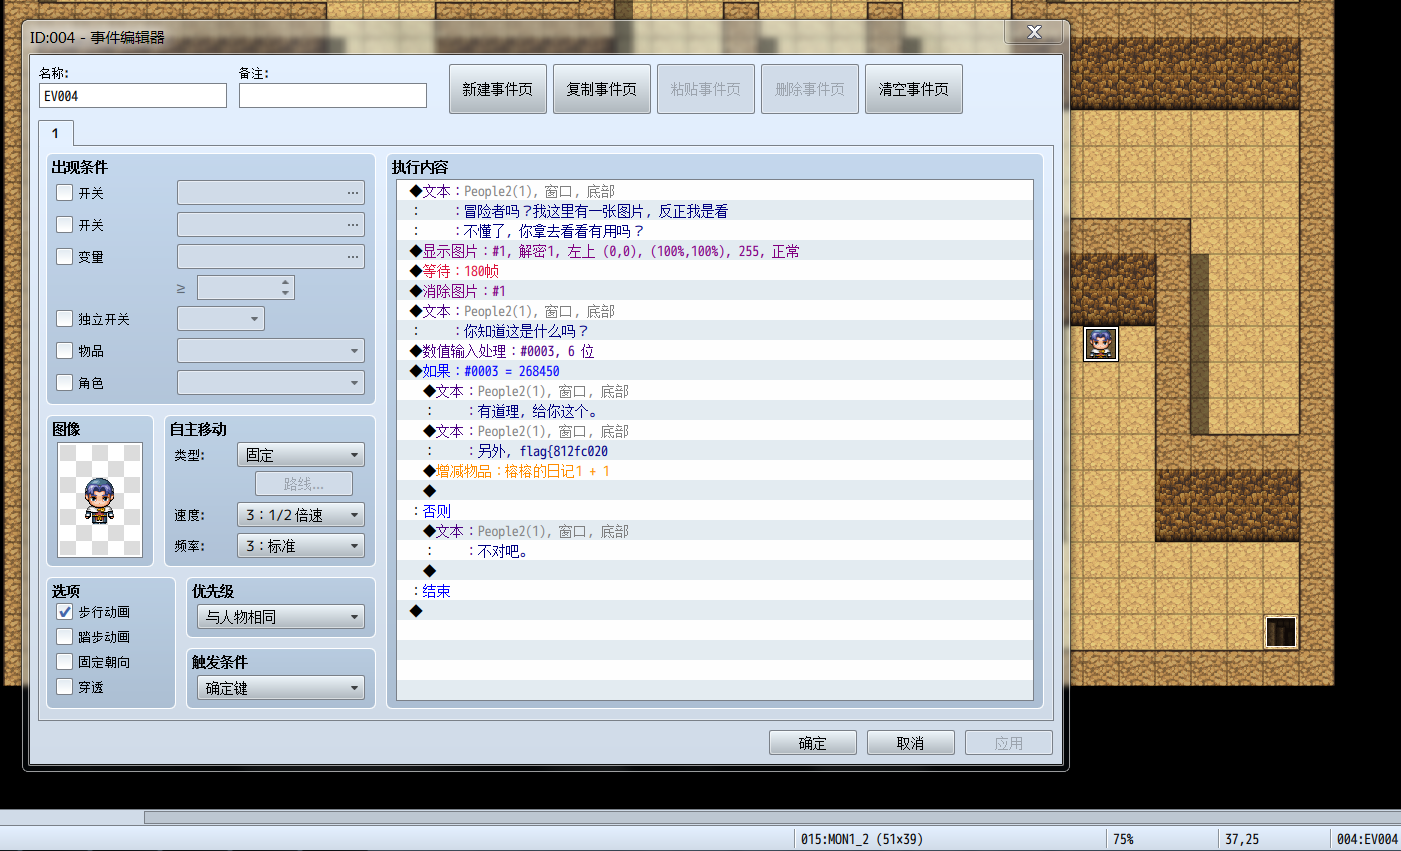 ID:004 - 事件编辑器
名称:
备注:
EV004
新建事件页
复制事件页
粘贴事件页
删除事件页
清空事件页
1
出现条件
开关
...
开关
...
变量
...
≥
独立开关
物品
角色
图像
自主移动
类型:
固定
路线...
速度:
3：1/2 倍速
频率:
3：标准
选项
步行动画
踏步动画
固定朝向
穿透
优先级
与人物相同
触发条件
确定键
执行内容
◆文本：People2(1), 窗口, 底部
：　　：冒险者吗？我这里有一张图片, 反正我是看
：　　：不懂了, 你拿去看看有用吗？
◆显示图片：#1, 解密1, 左上 (0,0), (100%,100%), 255, 正常
◆等待：180帧
◆消除图片：#1
◆文本：People2(1), 窗口, 底部
：　　：你知道这是什么吗？
◆数值输入处理：#0003, 6 位
◆如果：#0003 = 268450
◆文本：People2(1), 窗口, 底部
：　　：有道理, 给你这个。
◆文本：People2(1), 窗口, 底部
：　　：另外, flag{812fc020
◆增减物品：榕榕的日记1 + 1
◆
：否则
◆文本：People2(1), 窗口, 底部
：　　：不对吧。
◆
：结束
◆
确定
取消
应用
015:MON1_2 (51x39)
75%
37,25
004:EV004